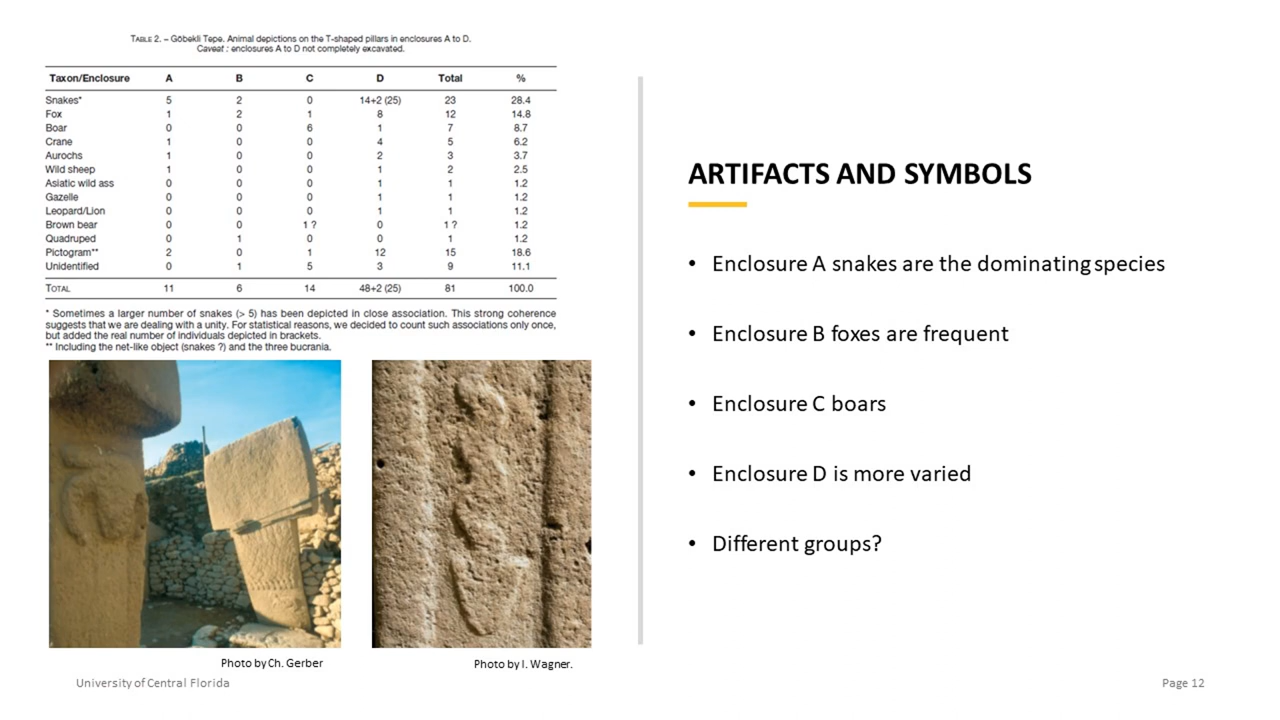 TABLE 2. – Göbekli Tepe. Animal depictions on the T-shaped pillars in enclosures A to D.
Caveat : enclosures A to D not completely excavated.
Taxon/Enclosure A B C D Total %
Snakes* 5 2 0 14+2 (25) 23 28.4
Fox 1 2 1 8 12 14.8
Boar 0 0 6 1 7 8.7
Crane 1 0 0 4 5 6.2
Aurochs 1 0 0 2 3 3.7
Wild sheep 1 0 0 1 2 2.5
Asiatic wild ass 0 0 0 1 1 1.2
Gazelle 0 0 0 1 1 1.2
Leopard/Lion 0 0 0 1 1 1.2
Brown bear 0 0 1 ? 0 1 ? 1.2
Quadruped 0 1 0 0 1 1.2
Pictogram** 2 0 1 12 15 18.6
Unidentified 0 1 5 3 9 11.1
TOTAL 11 6 14 48+2 (25) 81 100.0
* Sometimes a larger number of snakes (> 5) has been depicted in close association. This strong coherence
suggests that we are dealing with a unity. For statistical reasons, we decided to count such associations only once,
but added the real number of individuals depicted in brackets.
** Including the net-like object (snakes ?) and the three bucrania.
Photo by Ch. Gerber
Photo by I. Wagner.
ARTIFACTS AND SYMBOLS
• Enclosure A snakes are the dominating species
• Enclosure B foxes are frequent
• Enclosure C boars
• Enclosure D is more varied
• Different groups?
University of Central Florida
Page 12